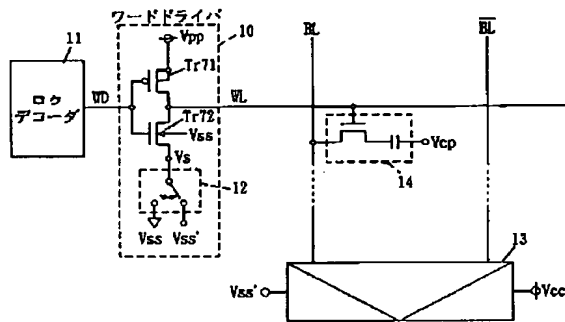 ワードドライバ
10
BL
BL
11
Vpp
Tr71
ロウ
デコーダ
WD
WL
Tr72
Vss
Vs
Vcp
12
14
Vss
Vss'
13
Vss'
Vcc